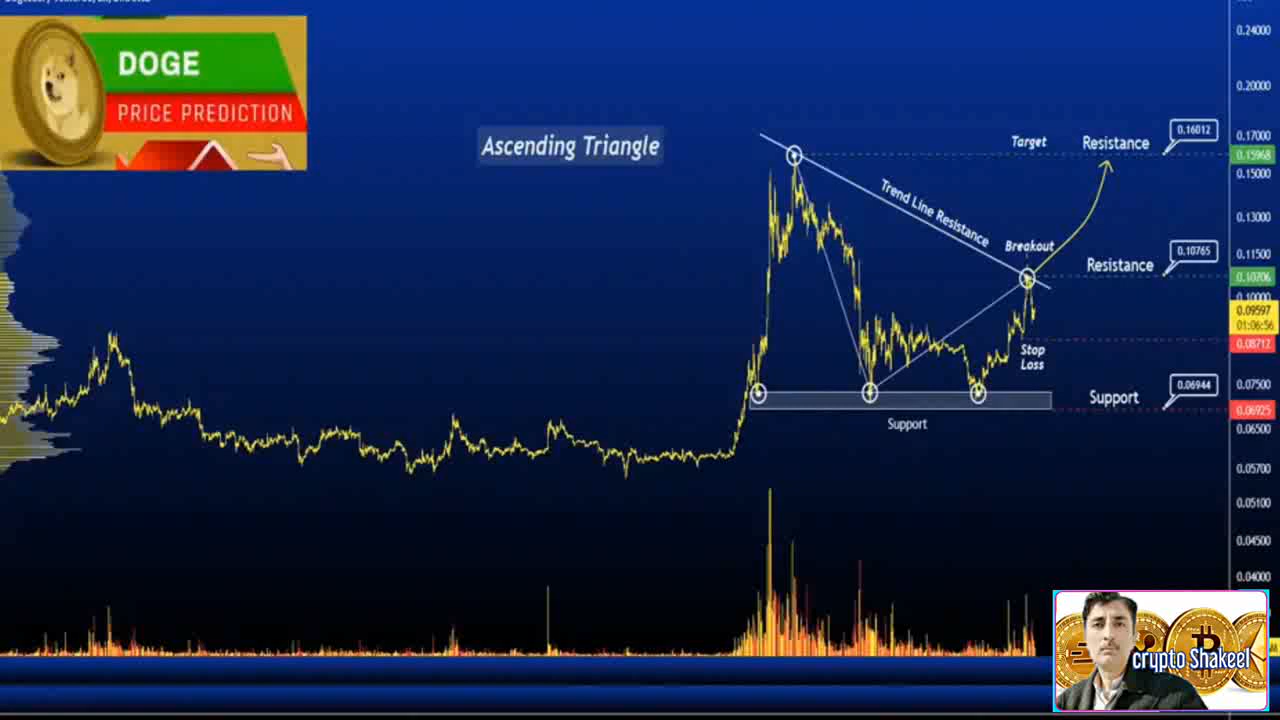 DOGE
PRICE PREDICTION
Ascending Triangle
Target
Resistance
0.16012
Trend Line Resistance
Breakout
Resistance
0.10765
Stop
Loss
Support
0.06944
Support
0.24000
0.20000
0.17000
0.15968
0.15000
0.13000
0.11500
0.10706
0.10000
0.09597
01:06:56
0.08712
0.07500
0.06925
0.06500
0.05700
0.05100
0.04500
0.04000
crypto Shakeel